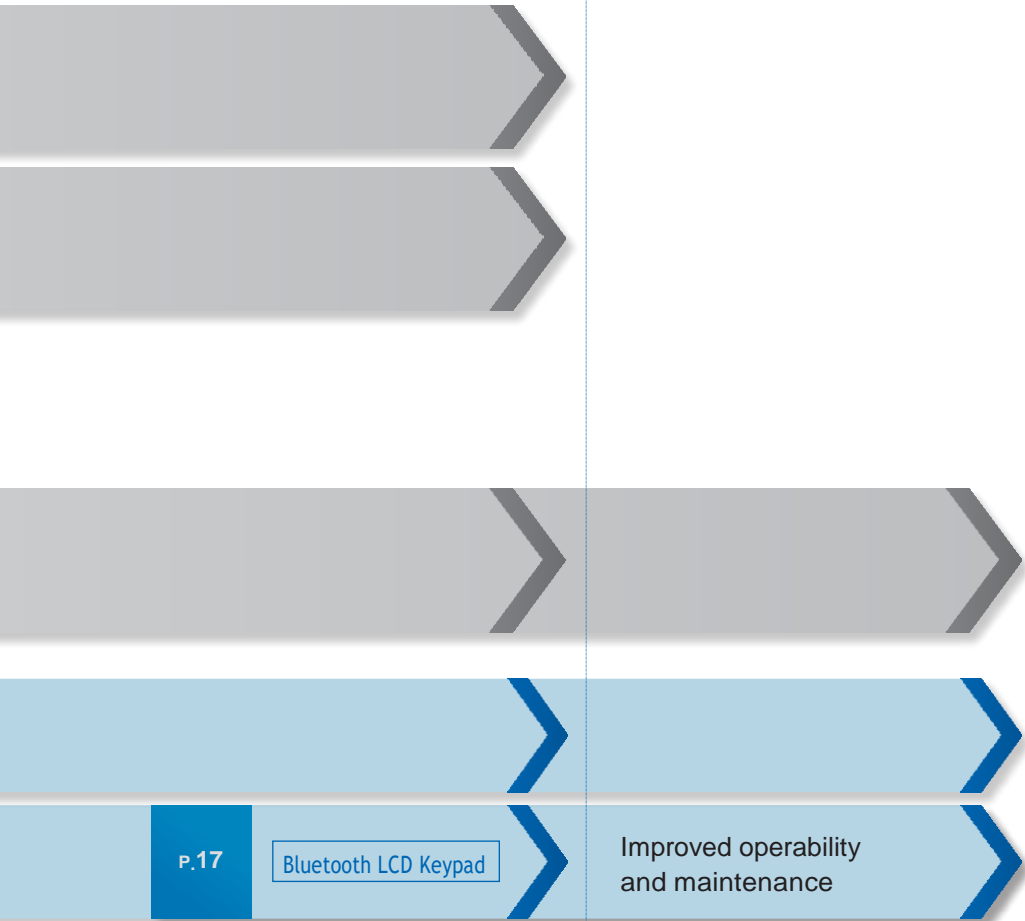 P.17
Bluetooth LCD Keypad
Improved operability
and maintenance